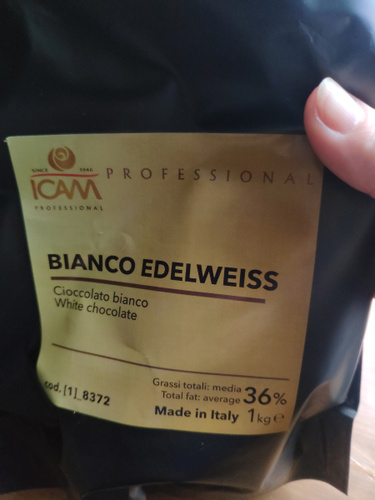 SINCE 1946
ICAM
PROFESSIONAL
PROFESSIONAL
BIANCO EDELWEISS
Cioccolato bianco
White chocolate
Grassi totali: media 36%
Total fat: average
cod. [1]_8372
Made in Italy 1kg ℮